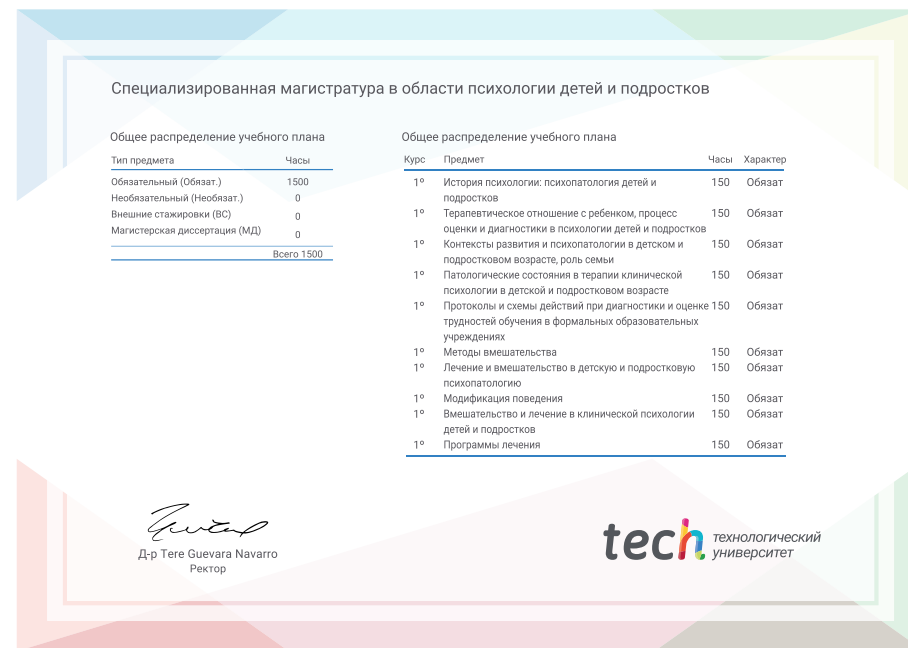 Специализированная магистратура в области психологии детей и подростков
Общее распределение учебного плана
Тип предмета Часы
Обязательный (Обязат.) 1500
Необязательный (Необязат.) 0
Внешние стажировки (ВС) 0
Магистерская диссертация (МД) 0
Всего 1500
Общее распределение учебного плана
Курс Предмет Часы Характер
1º История психологии: психопатология детей и 150 Обязат
подростков
1º Терапевтическое отношение с ребенком, процесс 150 Обязат
оценки и диагностики в психологии детей и подростков
1º Контексты развития и психопатологии в детском и 150 Обязат
подростковом возрасте, роль семьи
1º Патологические состояния в терапии клинической 150 Обязат
психологии в детской и подростковом возрасте
1º Протоколы и схемы действий при диагностики и оценке 150 Обязат
трудностей обучения в формальных образовательных
учреждениях
1º Методы вмешательства 150 Обязат
1º Лечение и вмешательство в детскую и подростковую 150 Обязат
психопатологию
1º Модификация поведения 150 Обязат
1º Вмешательство и лечение в клинической психологии 150 Обязат
детей и подростков
1º Программы лечения 150 Обязат
Д-р Tere Guevara Navarro
Ректор
tech технологический
университет